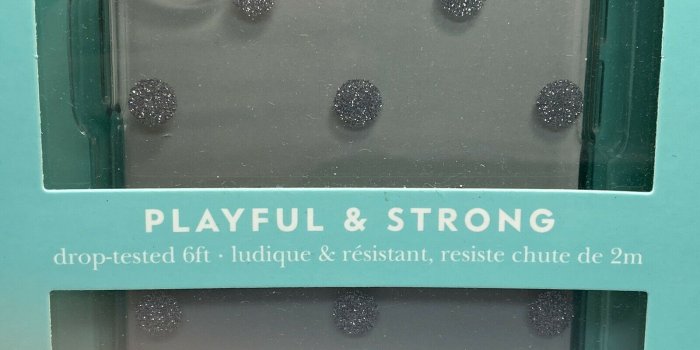 PLAYFUL & STRONG
drop-tested 6ft · ludique & résistant, resiste chute de 2m